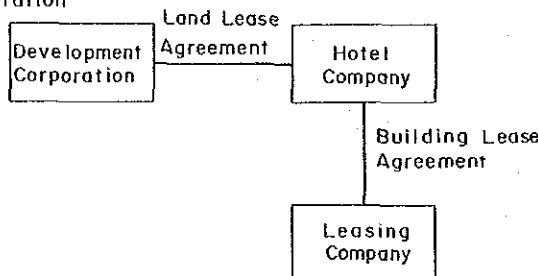 Land Lease
Agreement
Development
Corporation
Hotel
Company
Building Lease
Agreement
Leasing
Company